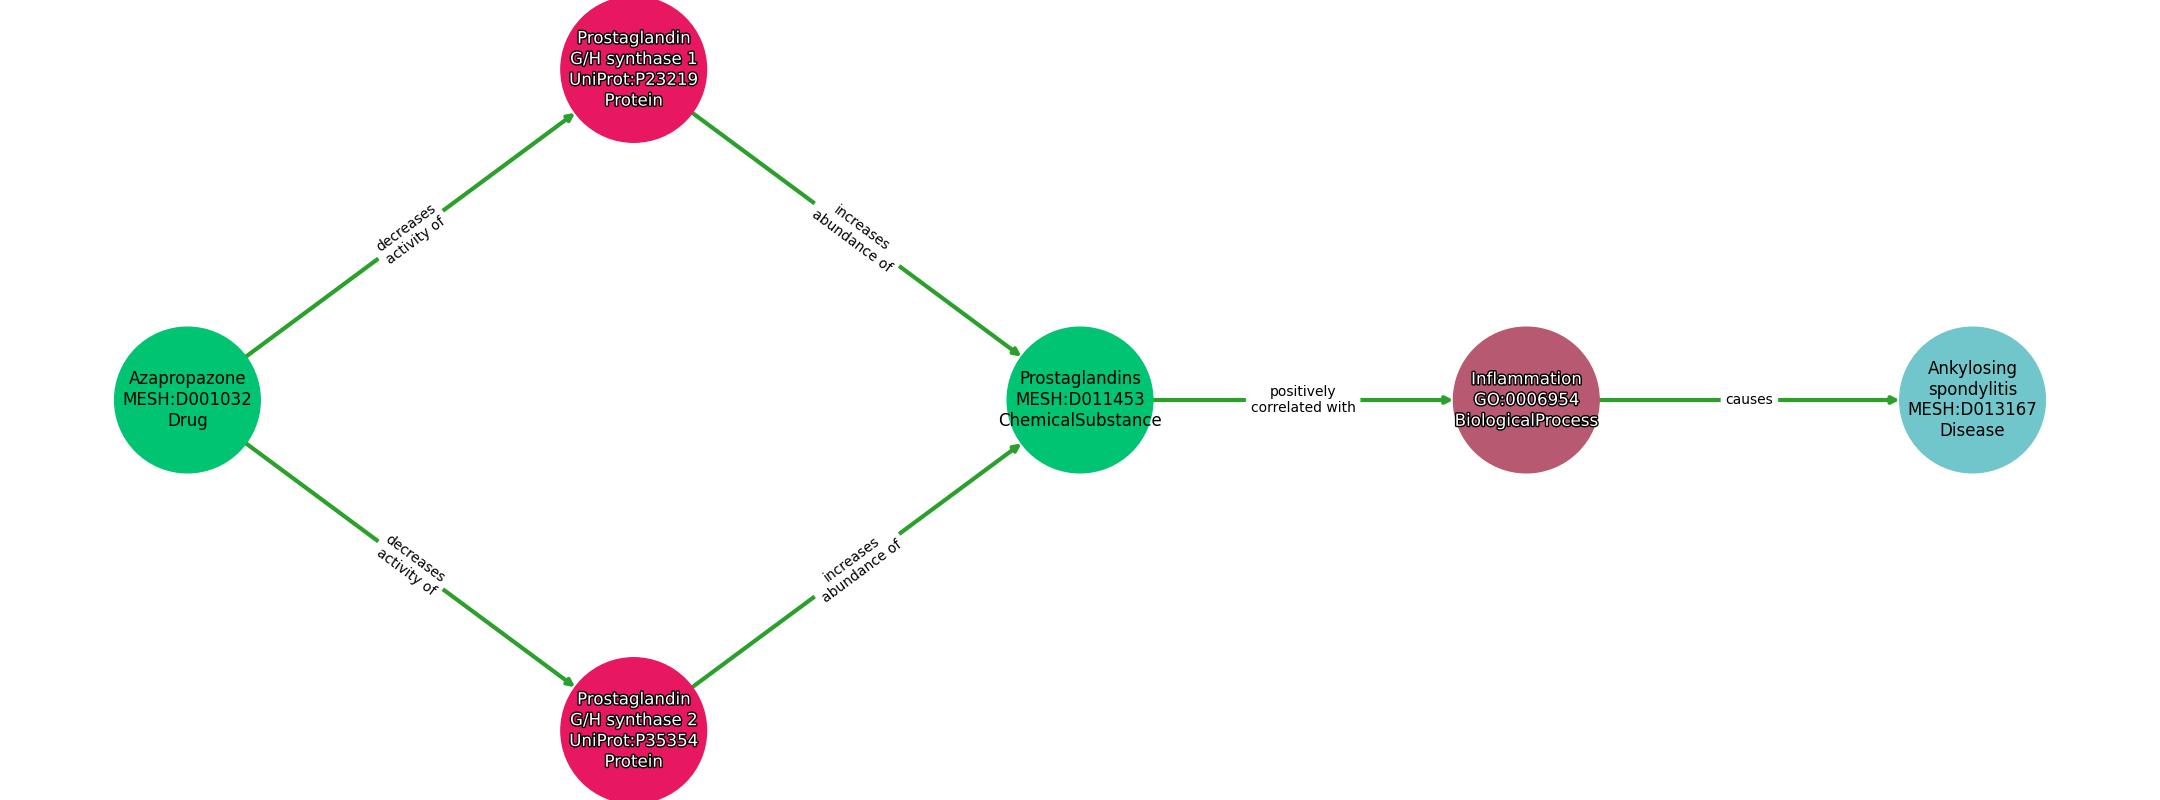 Prostaglandin
G/H synthase 1
UniProt:P23219
Protein
decreases
activity of
increases
abundance of
Azapropazone
MESH:D001032
Drug
Prostaglandins
MESH:D011453
ChemicalSubstance
positively
correlated with
Inflammation
GO:0006954
BiologicalProcess
causes
Ankylosing
spondylitis
MESH:D013167
Disease
decreases
activity of
increases
abundance of
Prostaglandin
G/H synthase 2
UniProt:P35354
Protein